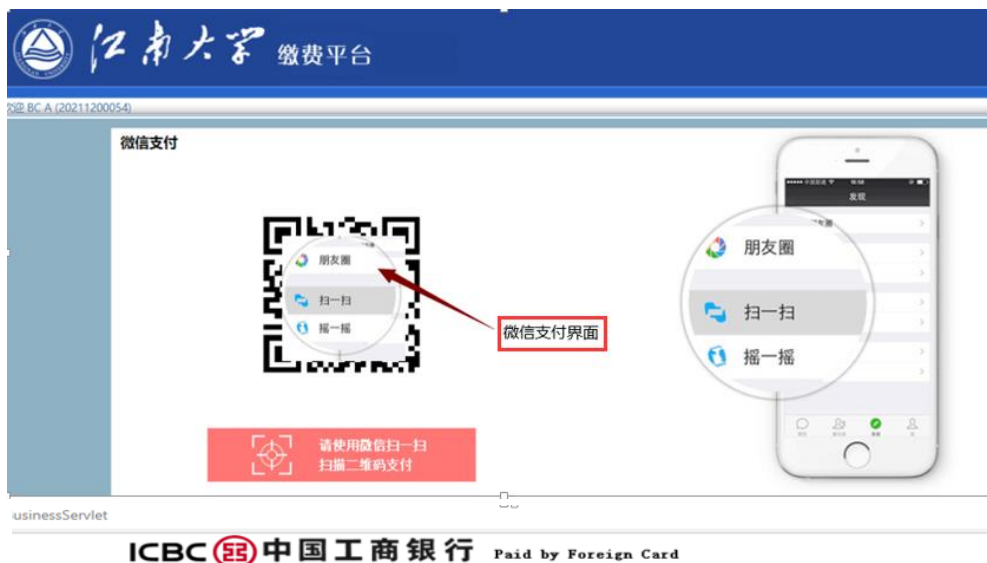 江南大学 缴费平台
欢迎 BC A (20211200054)
微信支付
发现
朋友圈
扫一扫
摇一摇
微信支付界面
朋友圈
扫一扫
摇一摇
请使用微信扫一扫
扫描二维码支付
usinessServlet
ICBC 中国工商银行 Paid by Foreign Card